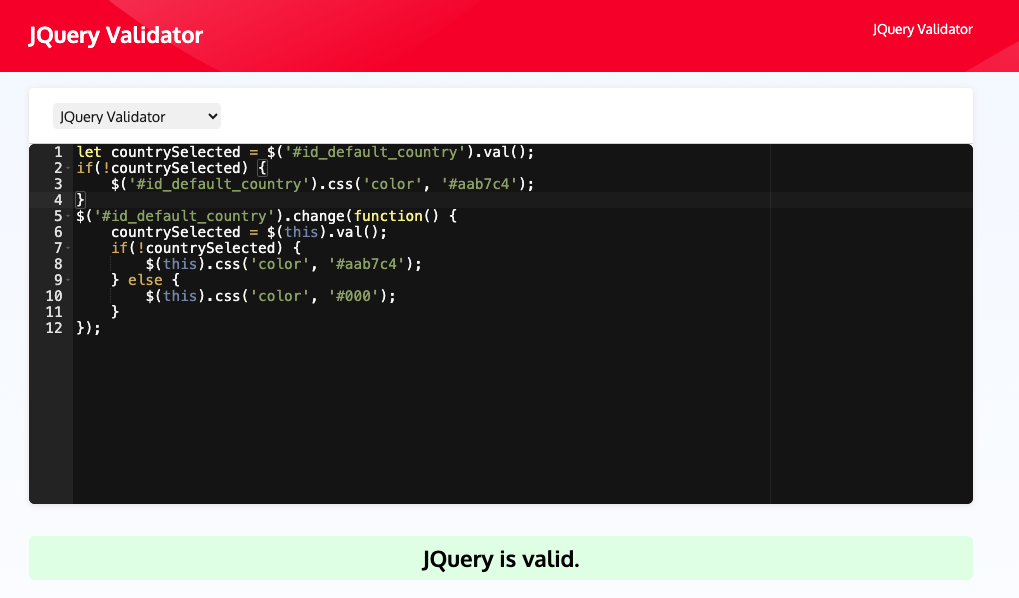 JQuery Validator
JQuery Validator
JQuery Validator
1 let countrySelected = $('#id_default_country').val();
2 if(!countrySelected) {
3     $('#id_default_country').css('color', '#aab7c4');
4 }
5 $('#id_default_country').change(function() {
6     countrySelected = $(this).val();
7     if(!countrySelected) {
8         $(this).css('color', '#aab7c4');
9     } else {
10         $(this).css('color', '#000');
11     }
12 });
JQuery is valid.